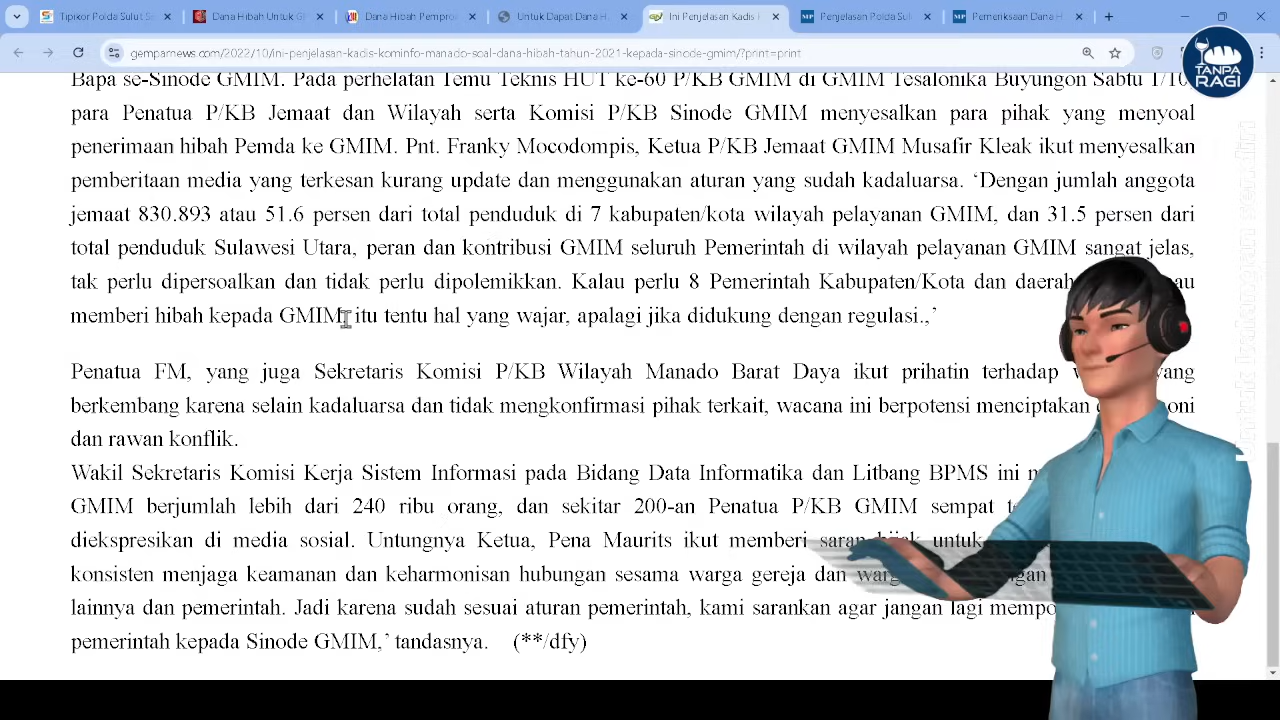 Tipikor Polda Sulut S
Dana Hibah Untuk G
Dana Hibah Pemprov
Untuk Dapat Dana H
Ini Penjelasan Kadis I
Penjelasan Polda Sul
Pemeriksaan Dana H
gemparnews.com/2022/10/ini-penjelasan-kadis-kominfo-manado-soal-dana-hibah-tahun-2021-kepada-sinode-gmim/?print=print
TANPA
RAGI
Bapa se-Sinode GMIM. Pada perhelatan Temu Teknis HUT ke-60 P/KB GMIM di GMIM Tesalonika Buyungon Sabtu 1/10,
para Penatua P/KB Jemaat dan Wilayah serta Komisi P/KB Sinode GMIM menyesalkan para pihak yang menyoal
penerimaan hibah Pemda ke GMIM. Pnt. Franky Mocodompis, Ketua P/KB Jemaat GMIM Musafir Kleak ikut menyesalkan
pemberitaan media yang terkesan kurang update dan menggunakan aturan yang sudah kadaluarsa. ‘Dengan jumlah anggota
jemaat 830.893 atau 51.6 persen dari total penduduk di 7 kabupaten/kota wilayah pelayanan GMIM, dan 31.5 persen dari
total penduduk Sulawesi Utara, peran dan kontribusi GMIM seluruh Pemerintah di wilayah pelayanan GMIM sangat jelas,
tak perlu dipersoalkan dan tidak perlu dipolemikkan. Kalau perlu 8 Pemerintah Kabupaten/Kota dan daerah
memberi hibah kepada GMIM, itu tentu hal yang wajar, apalagi jika didukung dengan regulasi.,’
Penatua FM, yang juga Sekretaris Komisi P/KB Wilayah Manado Barat Daya ikut prihatin terhadap yang
berkembang karena selain kadaluarsa dan tidak mengkonfirmasi pihak terkait, wacana ini berpotensi menciptakan
dan rawan konflik.
Wakil Sekretaris Komisi Kerja Sistem Informasi pada Bidang Data Informatika dan Litbang BPMS ini
GMIM berjumlah lebih dari 240 ribu orang, dan sekitar 200-an Penatua P/KB GMIM sempat
diekspresikan di media sosial. Untungnya Ketua, Pena Maurits ikut memberi saran bijak untuk
konsisten menjaga keamanan dan keharmonisan hubungan sesama warga gereja dan
lainnya dan pemerintah. Jadi karena sudah sesuai aturan pemerintah, kami sarankan agar jangan lagi
pemerintah kepada Sinode GMIM,’ tandasnya. (**/dfy)